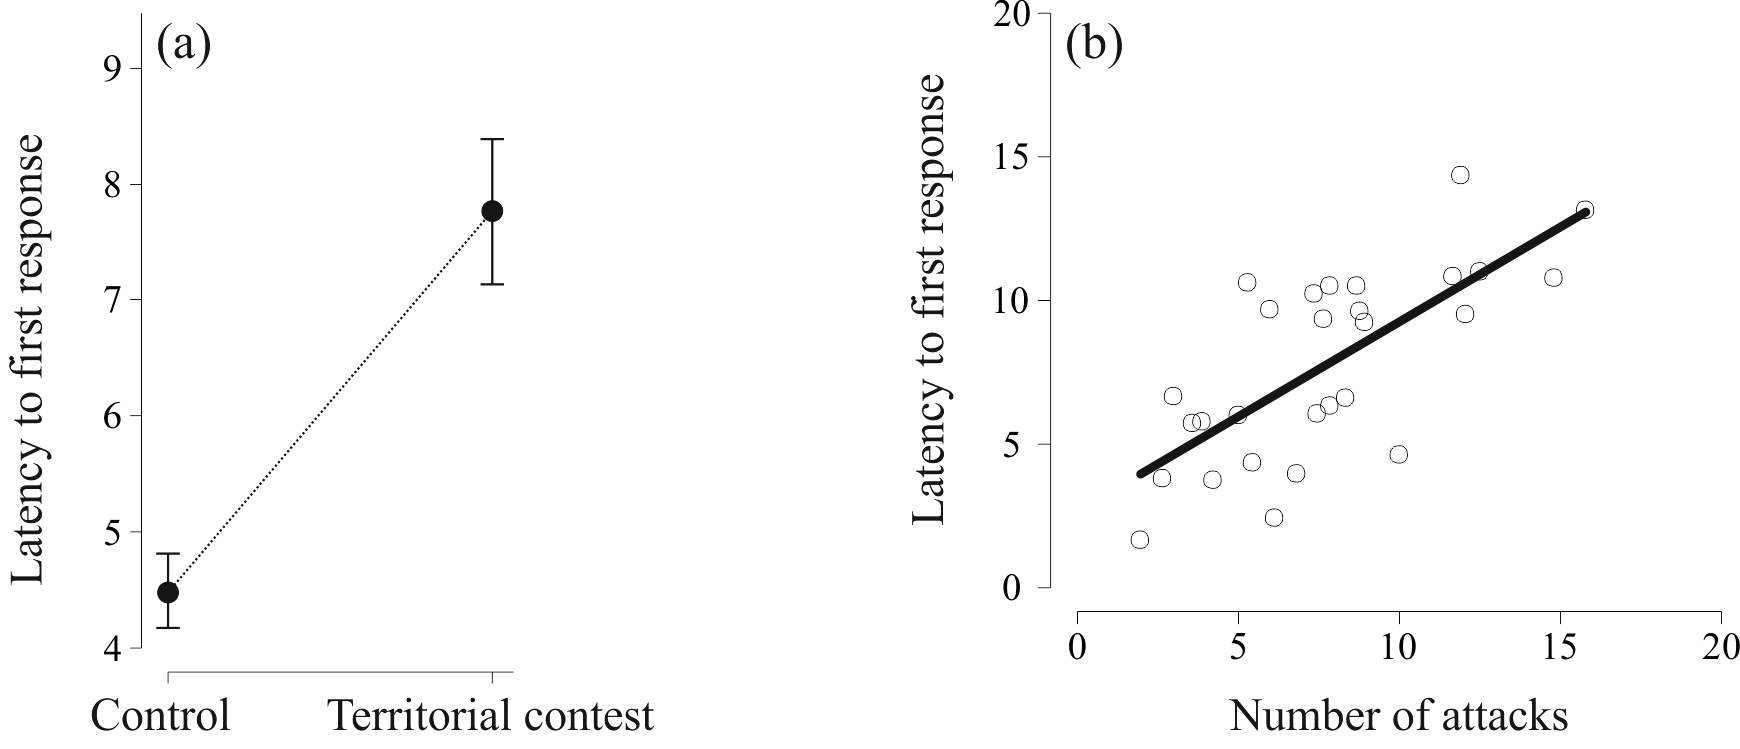 (a)
Latency to first response
9
8
7
6
5
4
Control
Territorial contest
(b)
Latency to first response
20
15
10
5
0
0 5 10 15 20
Number of attacks